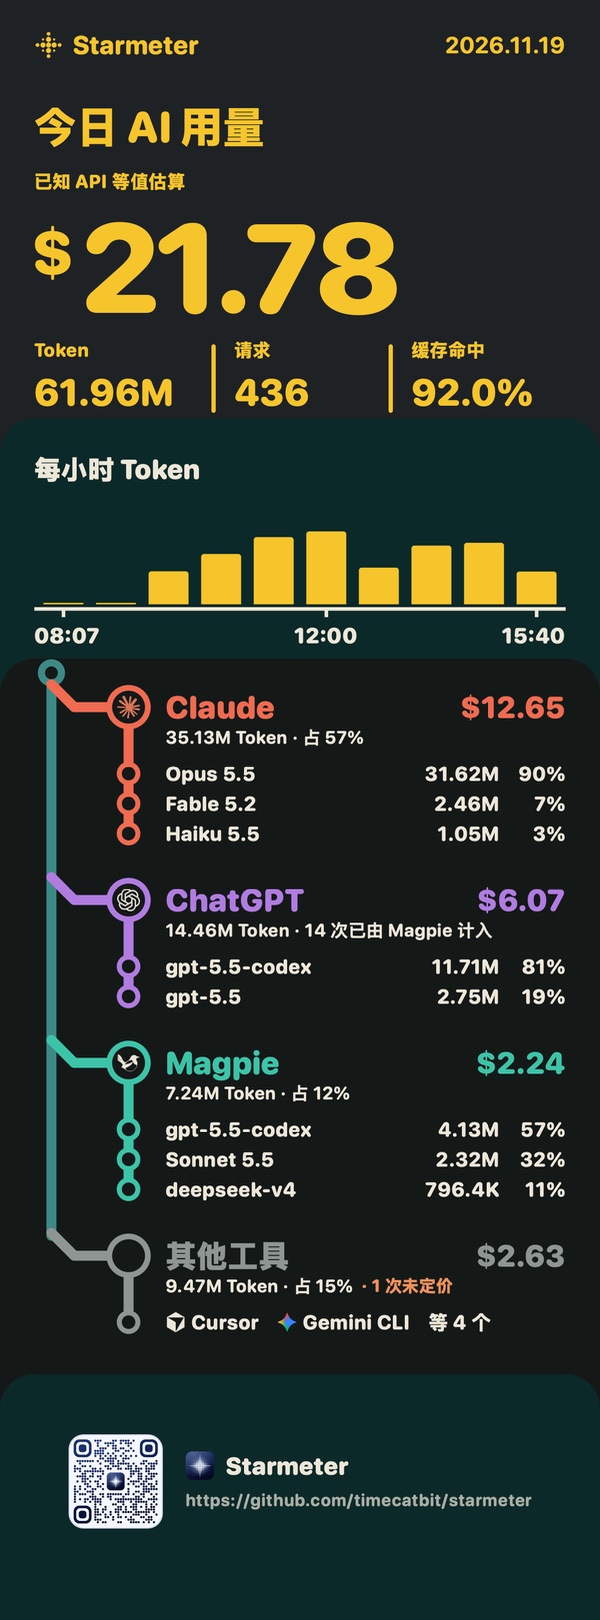 Starmeter 2026.11.19
今日 AI 用量
已知 API 等值估算
$21.78
Token 请求 缓存命中
61.96M 436 92.0%
每小时 Token
08:07 12:00 15:40
Claude $12.65
35.13M Token · 占 57%
Opus 5.5 31.62M 90%
Fable 5.2 2.46M 7%
Haiku 5.5 1.05M 3%
ChatGPT $6.07
14.46M Token · 14 次已由 Magpie 计入
gpt-5.5-codex 11.71M 81%
gpt-5.5 2.75M 19%
Magpie $2.24
7.24M Token · 占 12%
gpt-5.5-codex 4.13M 57%
Sonnet 5.5 2.32M 32%
deepseek-v4 796.4K 11%
其他工具 $2.63
9.47M Token · 占 15% · 1 次未定价
Cursor Gemini CLI 等 4 个
Starmeter
https://github.com/timecatbit/starmeter